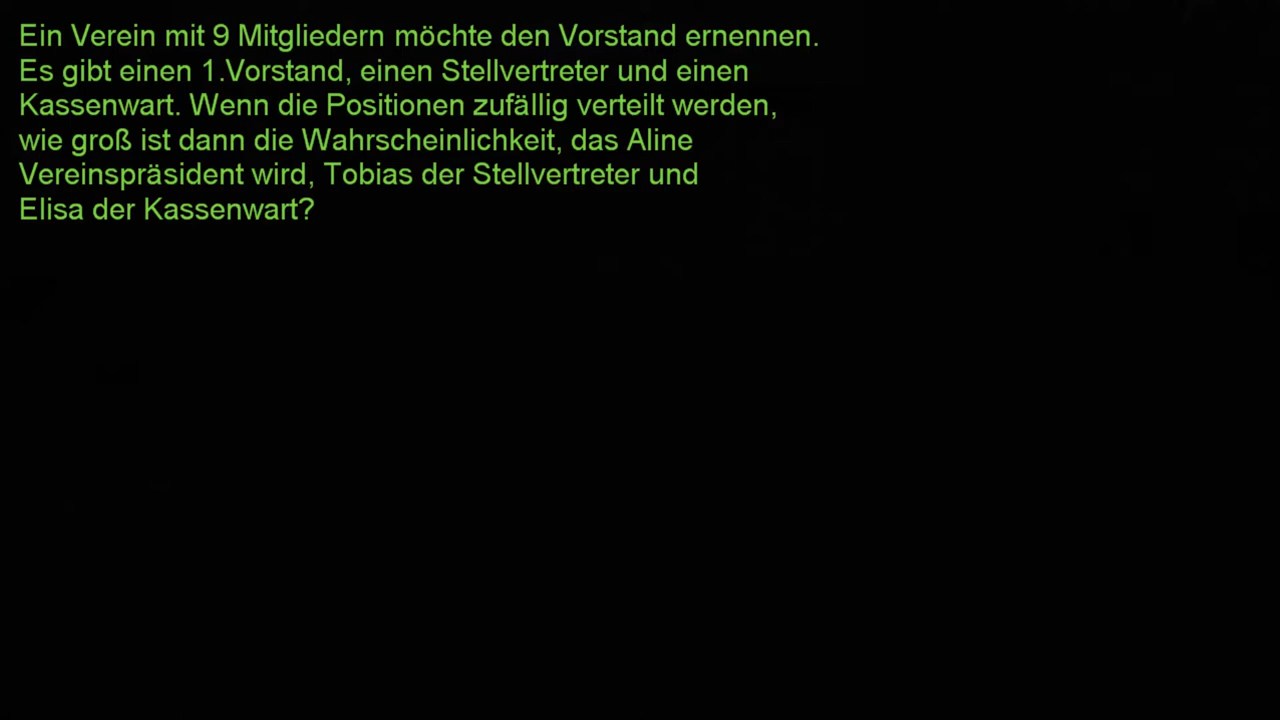 Ein Verein mit 9 Mitgliedern möchte den Vorstand ernennen.
Es gibt einen 1.Vorstand, einen Stellvertreter und einen
Kassenwart. Wenn die Positionen zufällig verteilt werden,
wie groß ist dann die Wahrscheinlichkeit, das Aline
Vereinspräsident wird, Tobias der Stellvertreter und
Elisa der Kassenwart?